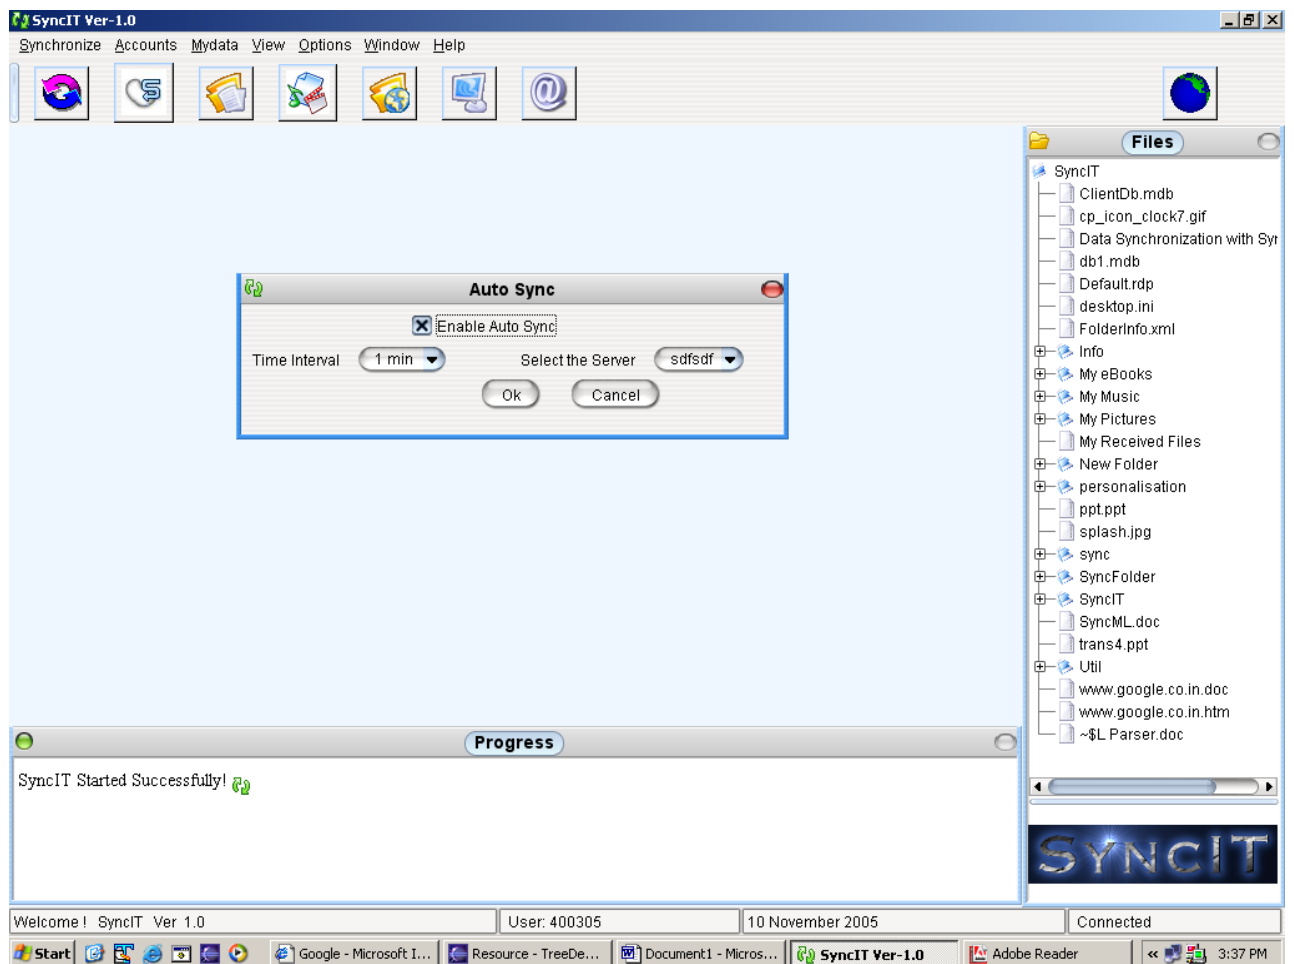 SyncIT Ver-1.0
Synchronize Accounts Mydata View Options Window Help
Files
SyncIT
ClientDb.mdb
cp_icon_clock7.gif
Data Synchronization with Syr
db1.mdb
Default.rdp
desktop.ini
FolderInfo.xml
Info
My eBooks
My Music
My Pictures
My Received Files
New Folder
personalisation
ppt.ppt
splash.jpg
sync
SyncFolder
SyncIT
SyncML.doc
trans4.ppt
Util
www.google.co.in.doc
www.google.co.in.htm
~$L Parser.doc
Auto Sync
Enable Auto Sync
Time Interval 1 min Select the Server sdfsdf
Ok Cancel
Progress
SyncIT Started Successfully!
SYNCIT
Welcome ! SyncIT Ver 1.0 User: 400305 10 November 2005 Connected
Start Google - Microsoft I... Resource - TreeDe... Document1 - Micros... SyncIT Ver-1.0 Adobe Reader « 3:37 PM